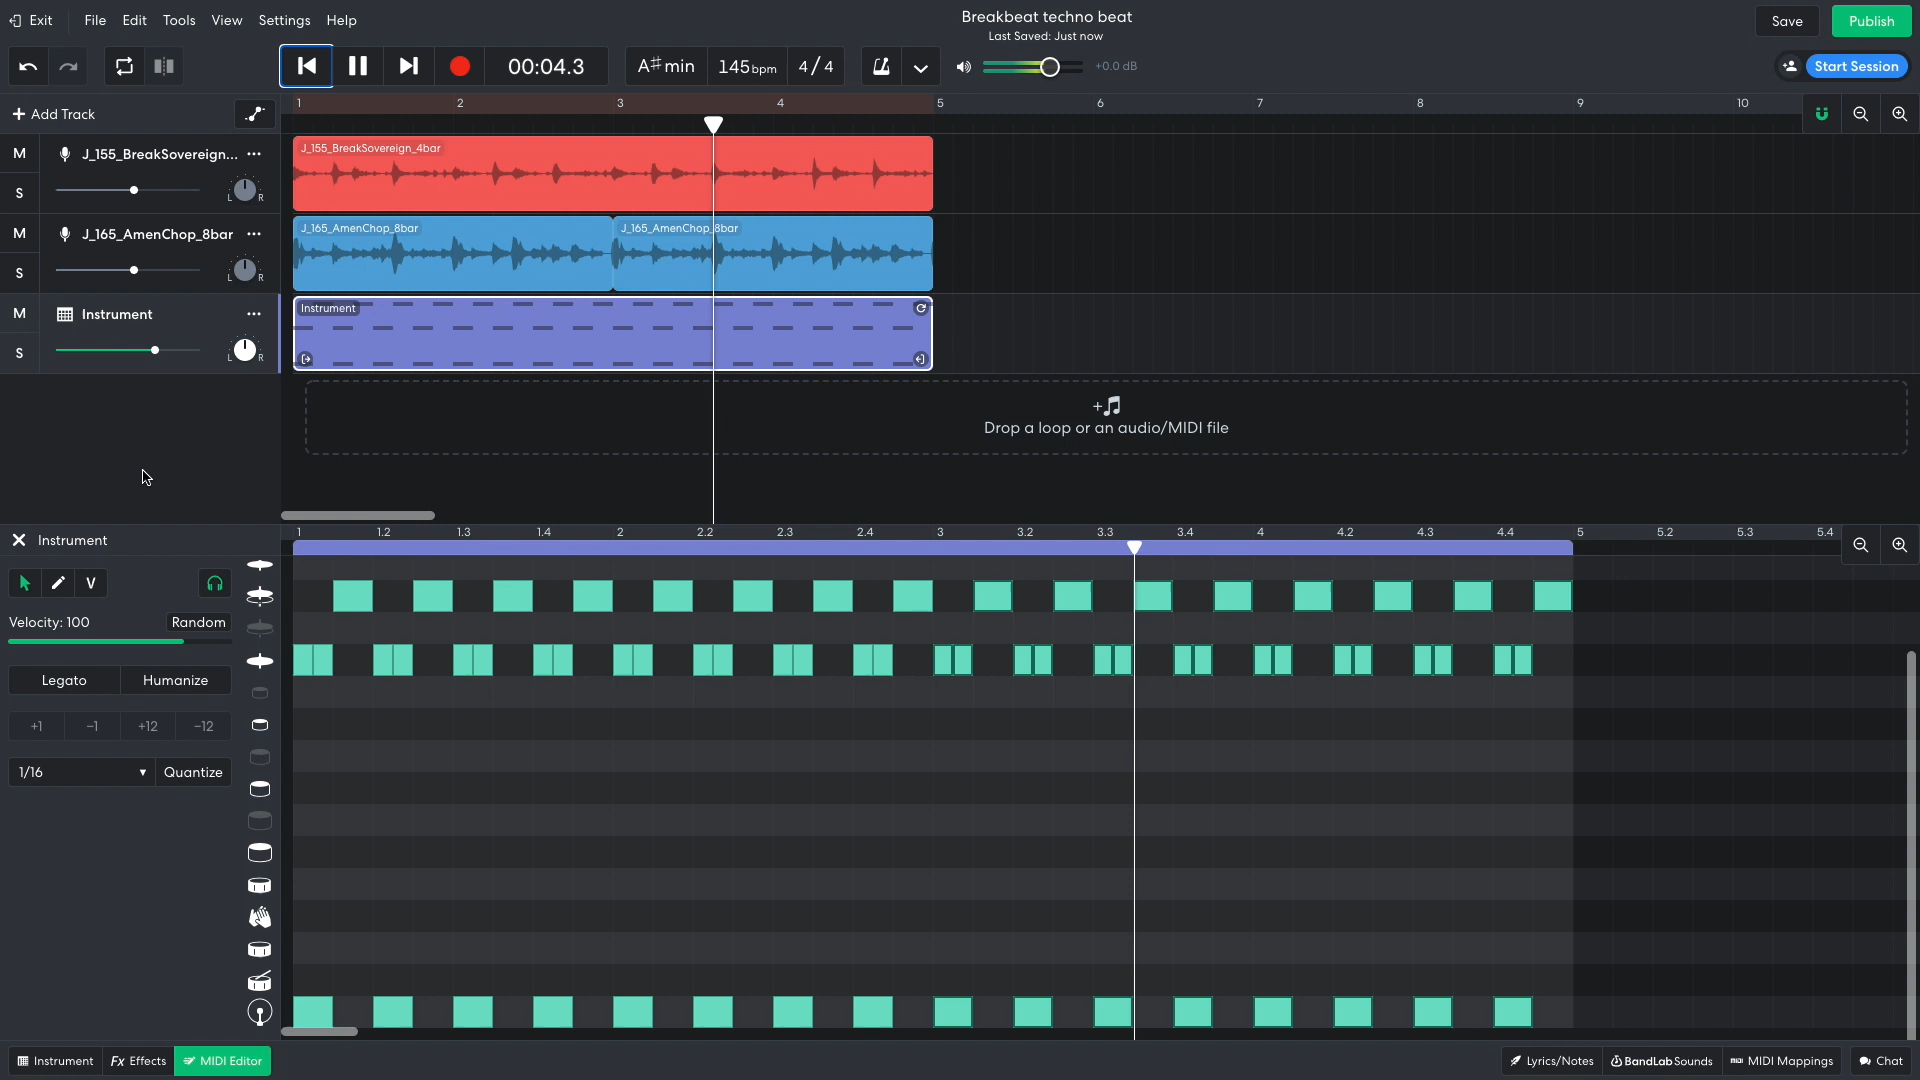 Exit File Edit Tools View Settings Help
Breakbeat techno beat
Last Saved: Just now
Save Publish
00:04.3 A♯min 145bpm 4/4 +0.0 dB Start Session
+ Add Track
1 2 3 4 5 6 7 8 9 10
M J_155_BreakSovereign... ...
S L R
J_155_BreakSovereign_4bar
M J_165_AmenChop_8bar ...
S L R
J_165_AmenChop_8bar J_165_AmenChop_8bar
M Instrument ...
S L R
Instrument
Drop a loop or an audio/MIDI file
Instrument
1 1.2 1.3 1.4 2 2.2 2.3 2.4 3 3.2 3.3 3.4 4 4.2 4.3 4.4 5 5.2 5.3 5.4
V
Velocity: 100 Random
Legato Humanize
+1 −1 +12 −12
1/16 Quantize
Instrument Fx Effects MIDI Editor
Lyrics/Notes BandLab Sounds MIDI Mappings Chat